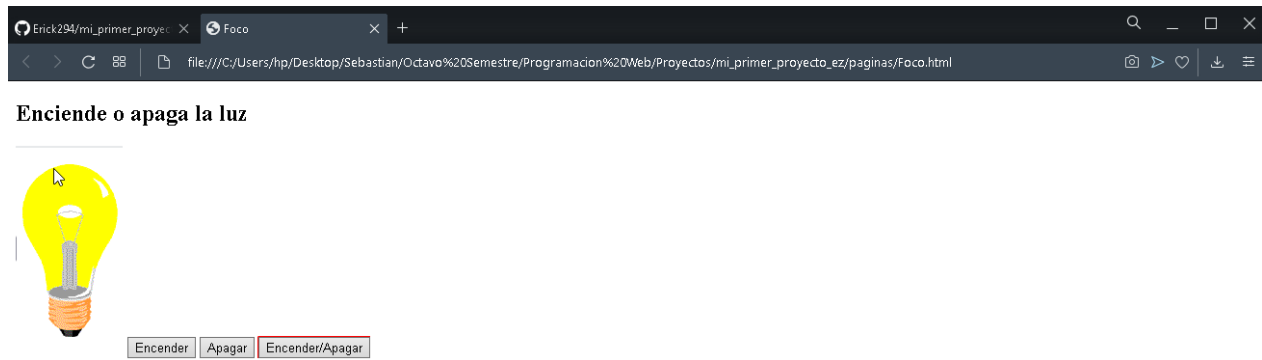 Erick294/mi_primer_proyec
Foco
file:///C:/Users/hp/Desktop/Sebastian/Octavo%20Semestre/Programacion%20Web/Proyectos/mi_primer_proyecto_ez/paginas/Foco.html
Enciende o apaga la luz
Encender Apagar Encender/Apagar